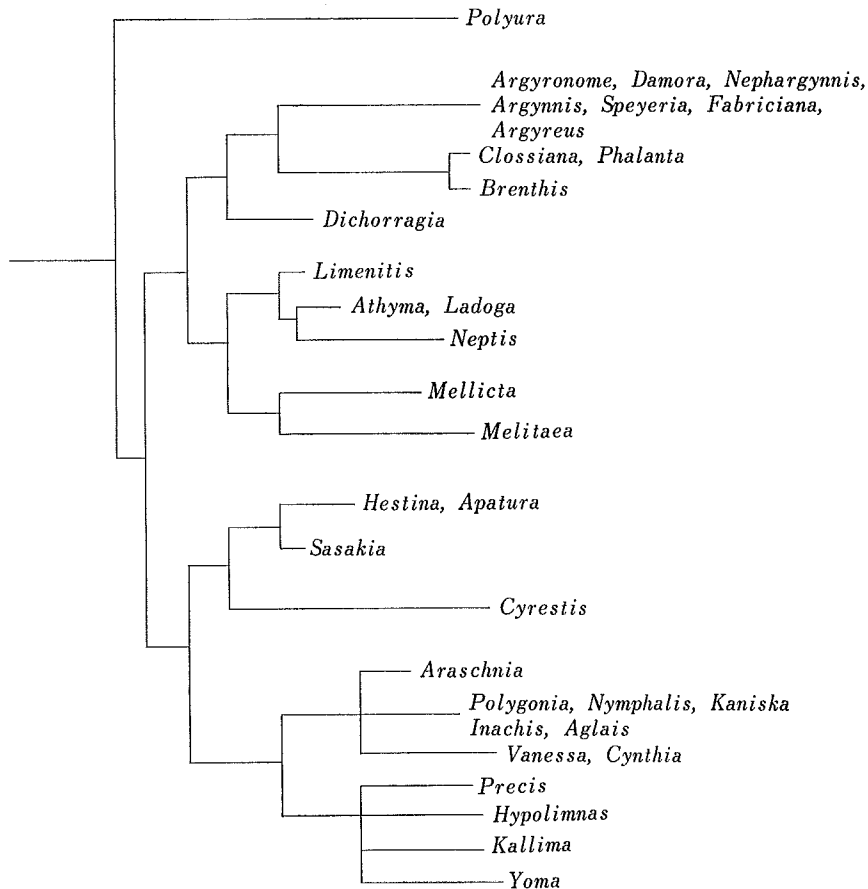 Polyura
Argyronome, Damora, Nephargynnis,
Argynnis, Speyeria, Fabriciana,
Argyreus
Clossiana, Phalanta
Brenthis
Dichorragia
Limenitis
Athyma, Ladoga
Neptis
Mellicta
Melitaea
Hestina, Apatura
Sasakia
Cyrestis
Araschnia
Polygonia, Nymphalis, Kaniska
Inachis, Aglais
Vanessa, Cynthia
Precis
Hypolimnas
Kallima
Yoma